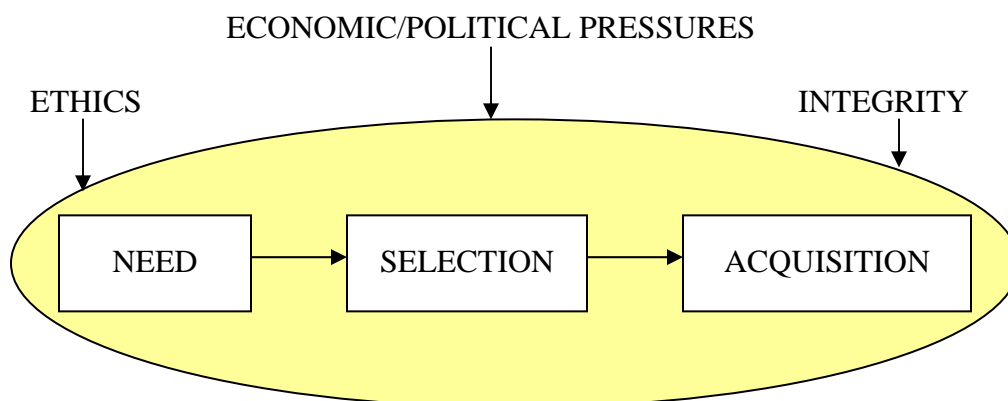 ECONOMIC/POLITICAL PRESSURES
ETHICS
INTEGRITY
NEED
SELECTION
ACQUISITION